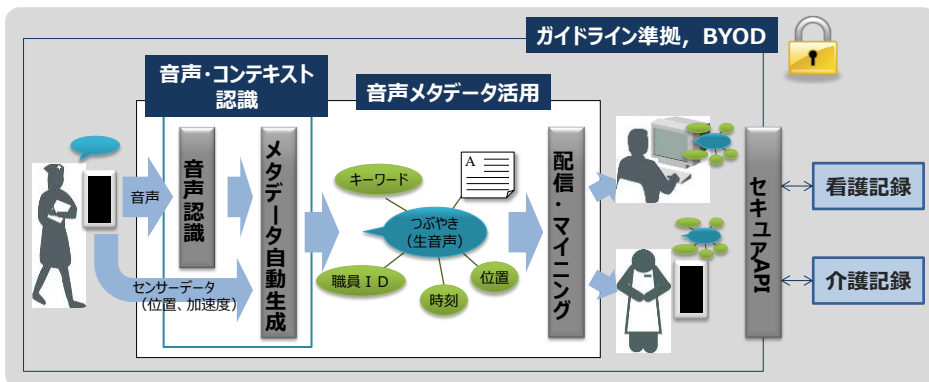 ガイドライン準拠，BYOD
音声・コンテキスト
認識
音声メタデータ活用
音声
音声認識
メタデータ自動生成
センサーデータ
（位置、加速度）
キーワード
A
つぶやき
（生音声）
職員ＩＤ
時刻
位置
配信・マイニング
セキュアAPI
看護記録
介護記録